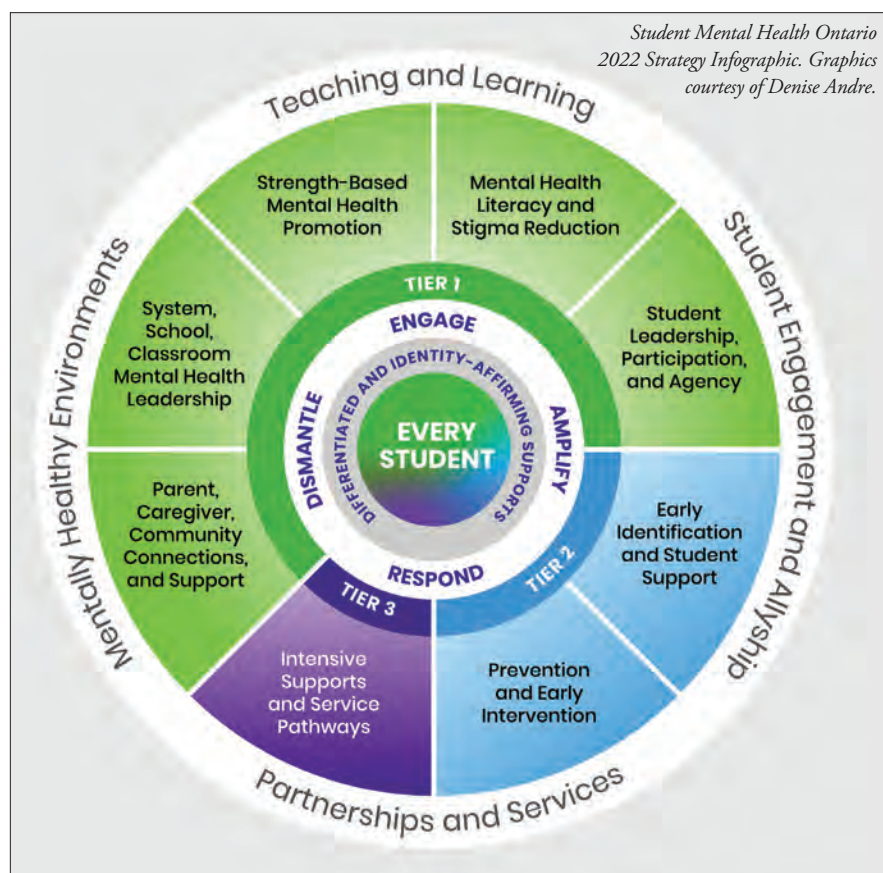 Student Mental Health Ontario
2022 Strategy Infographic. Graphics
courtesy of Denise Andre.
Teaching and Learning
Student Engagement and Allyship
Partnerships and Services
Mentally Healthy Environments
Strength-Based
Mental Health
Promotion
Mental Health
Literacy and
Stigma Reduction
Student
Leadership,
Participation,
and Agency
Early
Identification
and Student
Support
Prevention
and Early
Intervention
Intensive
Supports
and Service
Pathways
Parent,
Caregiver,
Community
Connections,
and Support
System,
School,
Classroom
Mental Health
Leadership
TIER 1
TIER 2
TIER 3
ENGAGE
AMPLIFY
RESPOND
DISMANTLE
DIFFERENTIATED AND IDENTITY-AFFIRMING SUPPORTS
EVERY
STUDENT